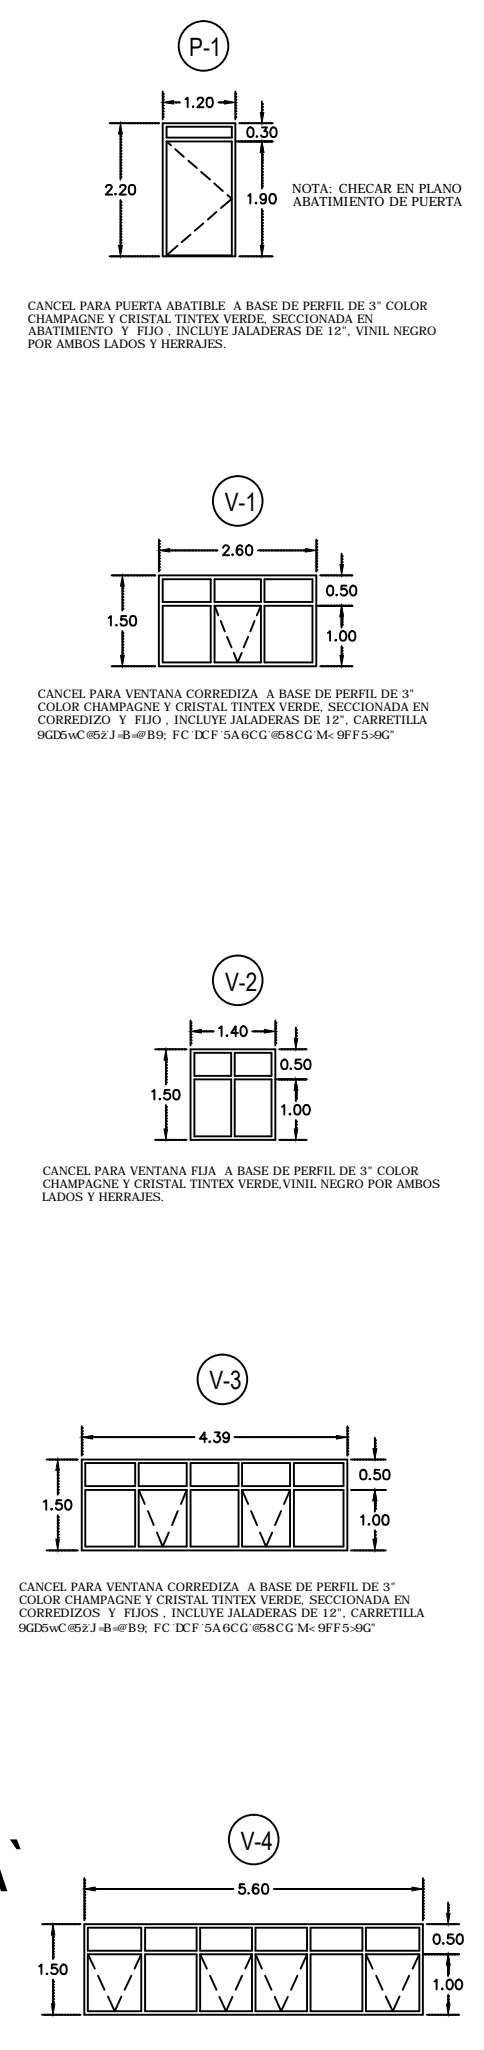 P-1
1.20
0.30
2.20
1.90
NOTA: CHECAR EN PLANO
ABATIMIENTO DE PUERTA
CANCEL PARA PUERTA ABATIBLE A BASE DE PERFIL DE 3" COLOR
CHAMPAGNE Y CRISTAL TINTEX VERDE, SECCIONADA EN
ABATIMIENTO Y FIJO , INCLUYE JALADERAS DE 12", VINIL NEGRO
POR AMBOS LADOS Y HERRAJES.
V-1
2.60
0.50
1.50
1.00
CANCEL PARA VENTANA CORREDIZA A BASE DE PERFIL DE 3"
COLOR CHAMPAGNE Y CRISTAL TINTEX VERDE, SECCIONADA EN
CORREDIZO Y FIJO , INCLUYE JALADERAS DE 12", CARRETILLA
V-2
1.40
0.50
1.50
1.00
CANCEL PARA VENTANA FIJA A BASE DE PERFIL DE 3" COLOR
CHAMPAGNE Y CRISTAL TINTEX VERDE,VINIL NEGRO POR AMBOS
LADOS Y HERRAJES.
V-3
4.39
0.50
1.50
1.00
CANCEL PARA VENTANA CORREDIZA A BASE DE PERFIL DE 3"
COLOR CHAMPAGNE Y CRISTAL TINTEX VERDE, SECCIONADA EN
CORREDIZOS Y FIJOS , INCLUYE JALADERAS DE 12", CARRETILLA
V-4
5.60
0.50
1.50
1.00